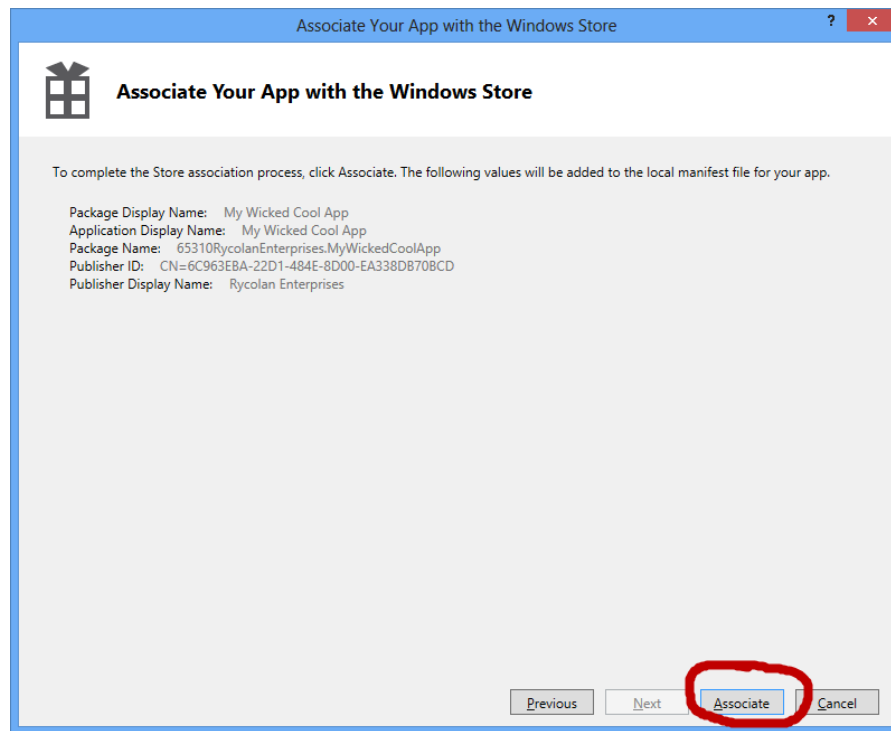 Associate Your App with the Windows Store
? x
Associate Your App with the Windows Store
To complete the Store association process, click Associate. The following values will be added to the local manifest file for your app.
Package Display Name: My Wicked Cool App
Application Display Name: My Wicked Cool App
Package Name: 65310RycolanEnterprises.MyWickedCoolApp
Publisher ID: CN=6C963EBA-22D1-484E-8D00-EA338DB70BCD
Publisher Display Name: Rycolan Enterprises
Previous Next Associate Cancel